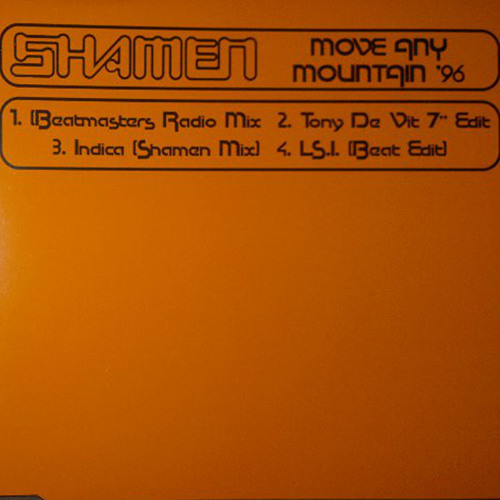 SHAMEN
MOVE ANY
MOUNTAIN '96
1. (Beatmasters Radio Mix 2. Tony De Vit 7" Edit
3. Indica (Shamen Mix) 4. L.S.I. (Beat Edit)